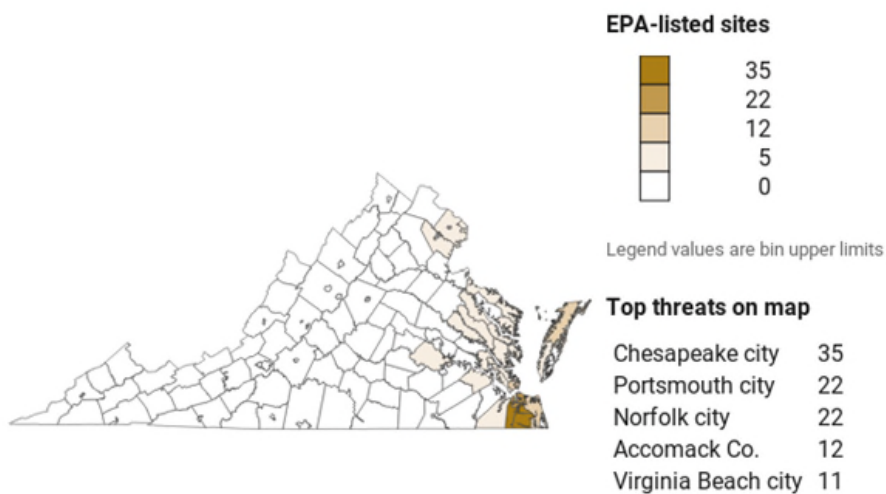 EPA-listed sites
35
22
12
5
0
Legend values are bin upper limits
Top threats on map
Chesapeake city 35
Portsmouth city 22
Norfolk city 22
Accomack Co. 12
Virginia Beach city 11